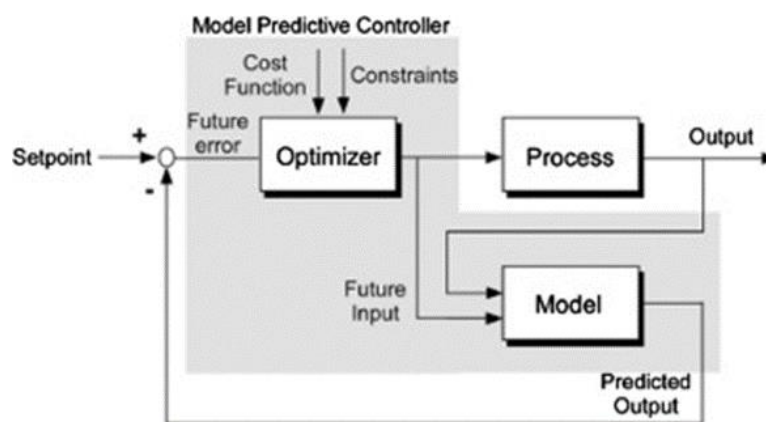 Model Predictive Controller
Cost
Function
Constraints
Setpoint
+
-
Future
error
Optimizer
Process
Output
Future
Input
Model
Predicted
Output